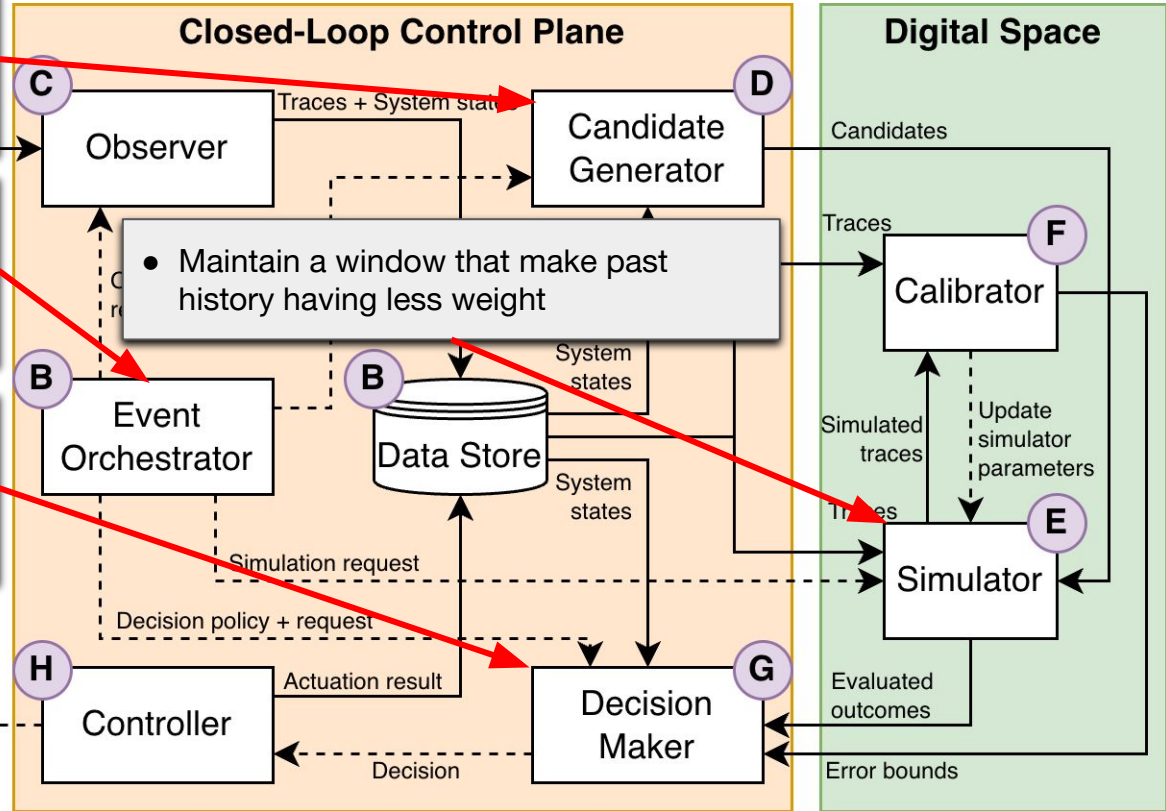 Closed-Loop Control Plane
Digital Space
C
Observer
Traces + System states
D
Candidate
Generator
Candidates
Traces
F
Calibrator
● Maintain a window that make past
history having less weight
System
states
B
Event
Orchestrator
B
Data Store
System
states
Simulated
traces
Update
simulator
parameters
Traces
E
Simulator
Simulation request
Decision policy + request
H
Controller
Actuation result
G
Decision
Maker
Decision
Evaluated
outcomes
Error bounds